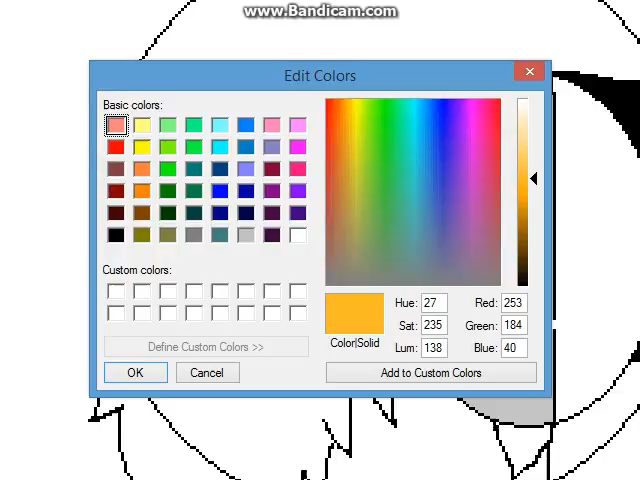 www.Bandicam.com
Edit Colors
Basic colors:
Custom colors:
Define Custom Colors >>
OK
Cancel
Color|Solid
Hue: 27
Sat: 235
Lum: 138
Red: 253
Green: 184
Blue: 40
Add to Custom Colors